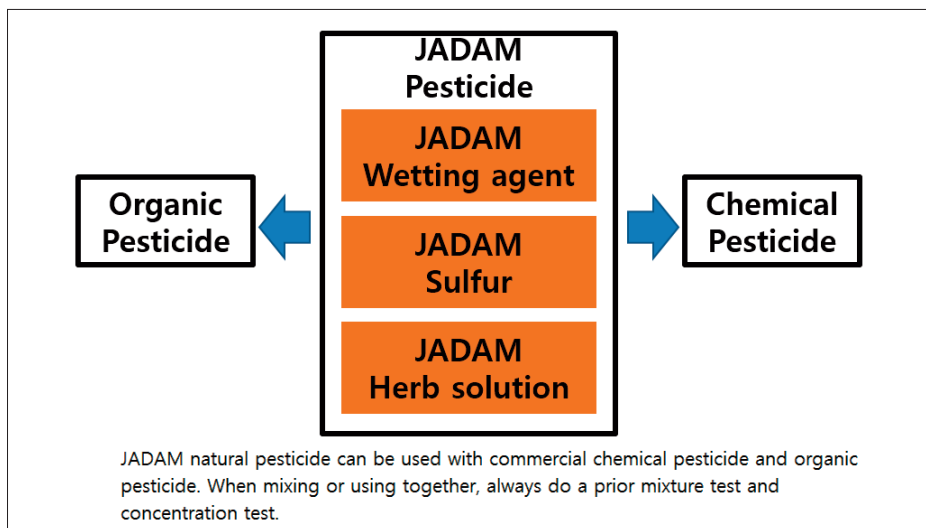 JADAM
Pesticide
JADAM
Wetting agent
Organic
Pesticide
JADAM
Sulfur
Chemical
Pesticide
JADAM
Herb solution
JADAM natural pesticide can be used with commercial chemical pesticide and organic
pesticide. When mixing or using together, always do a prior mixture test and
concentration test.